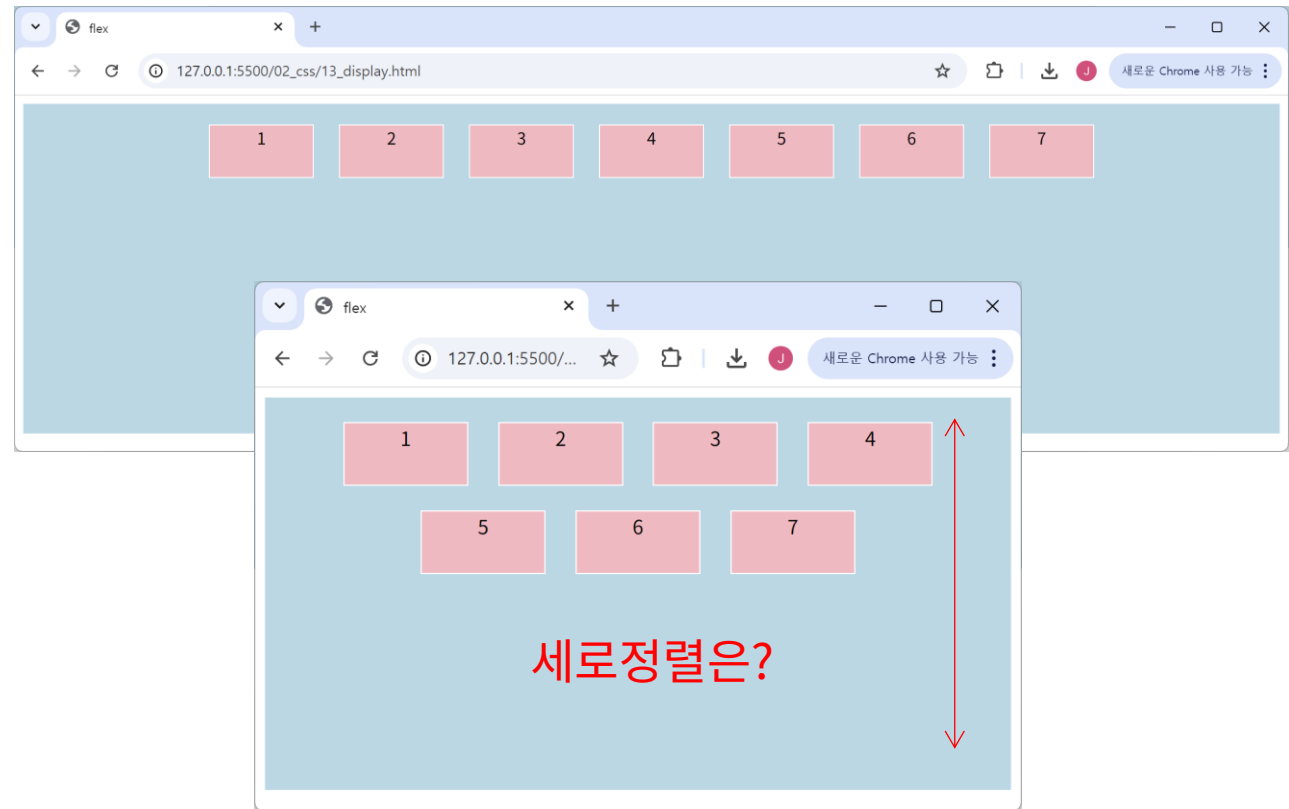 flex
127.0.0.1:5500/02_css/13_display.html
J
새로운 Chrome 사용 가능
1 2 3 4 5 6 7
flex
127.0.0.1:5500/...
J
새로운 Chrome 사용 가능
1 2 3 4
5 6 7
세로정렬은?